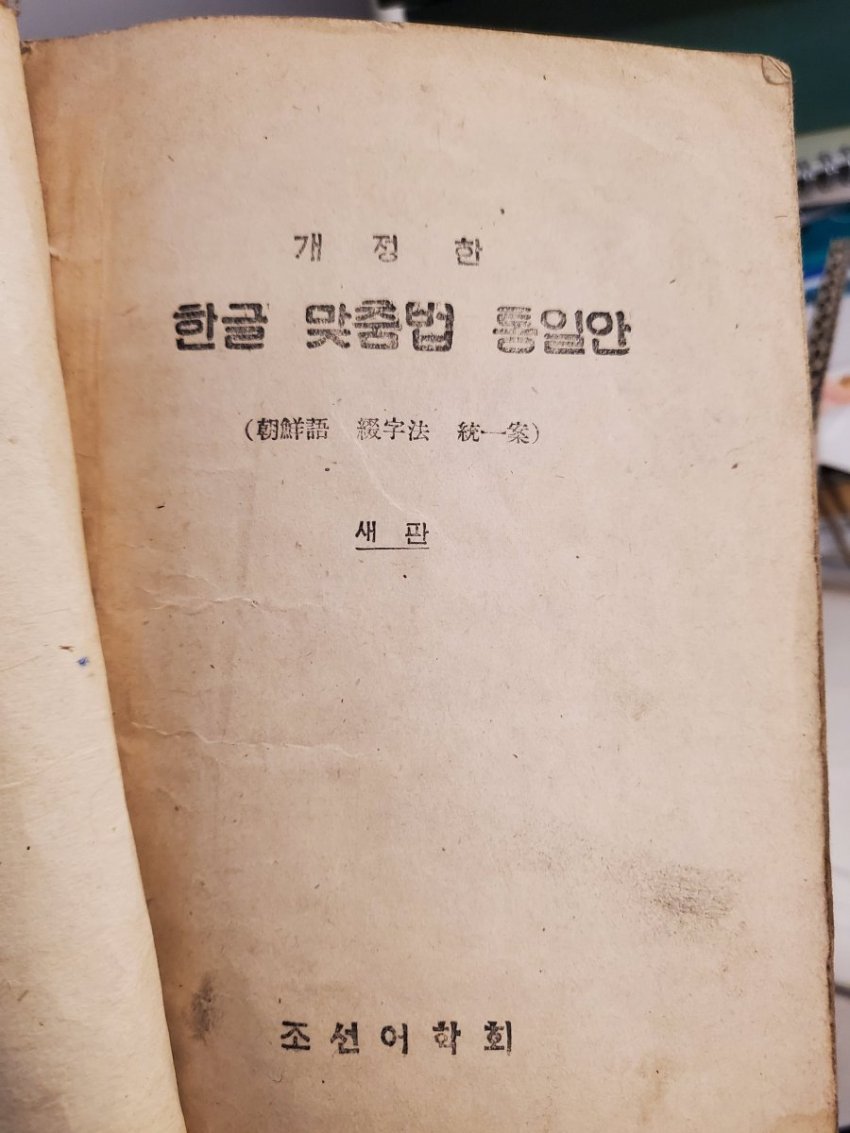 개 정 한
한글 맞춤법 통일안
(朝鮮語 綴字法 統一案)
새 판
조선어학회